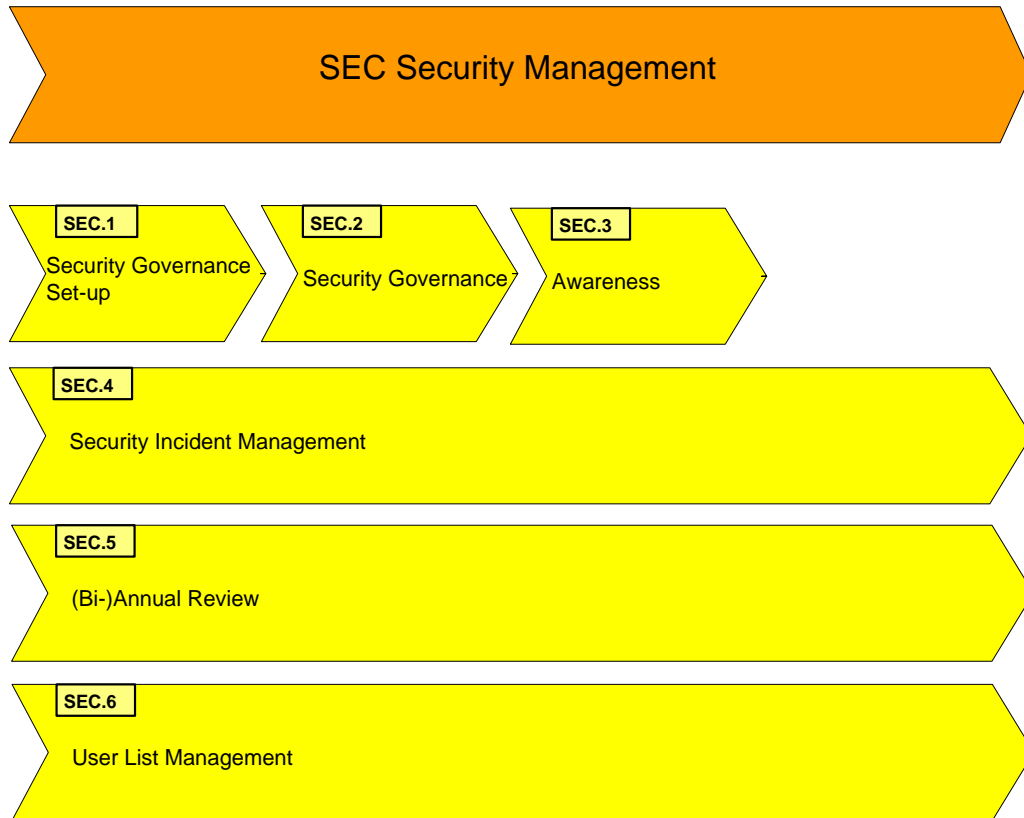 SEC Security Management
SEC.1
Security Governance
Set-up
SEC.2
Security Governance
SEC.3
Awareness
SEC.4
Security Incident Management
SEC.5
(Bi-)Annual Review
SEC.6
User List Management